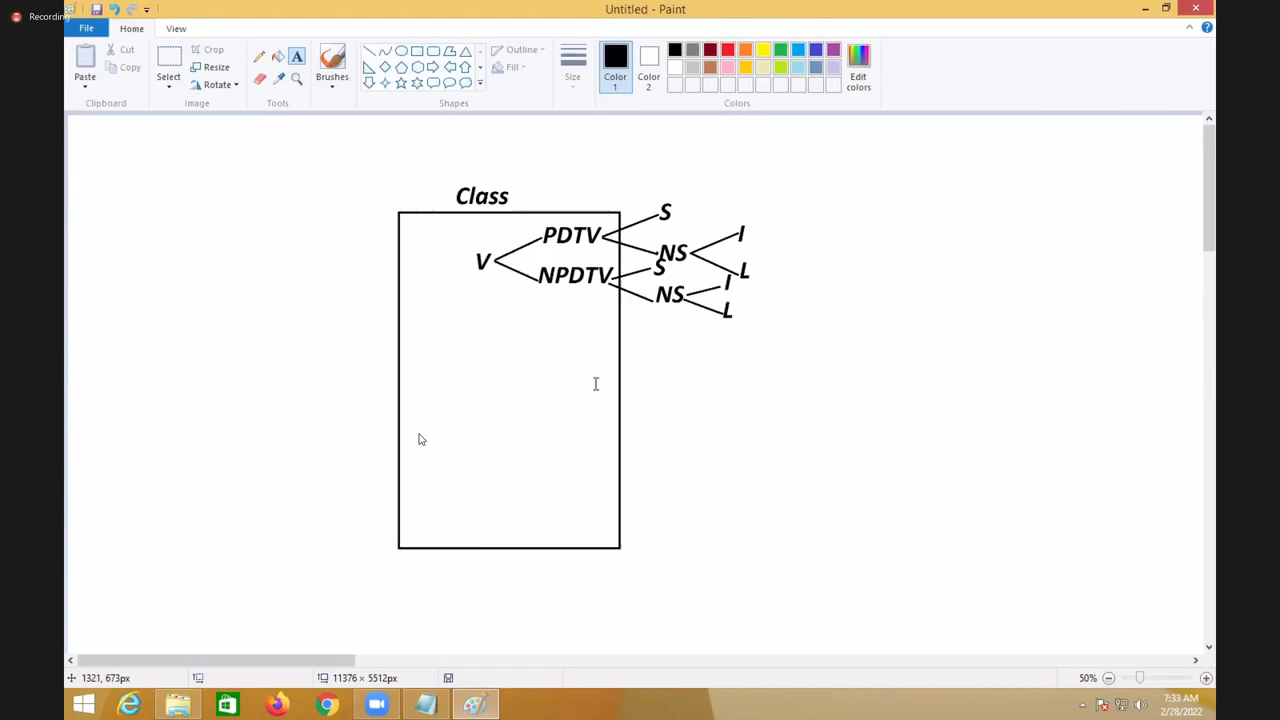 Recording
Untitled - Paint
File Home View
Paste
Cut
Copy
Clipboard
Select
Crop
Resize
Rotate
Image
A
Tools
Brushes
Shapes
Outline
Fill
Size
Color 1
Color 2
Edit colors
Colors
Class
V
PDTV
S
NS
I
L
NPDTV
S
NS
I
L
1321, 673px
11376 × 5512px
50%
7:33 AM
2/28/2022